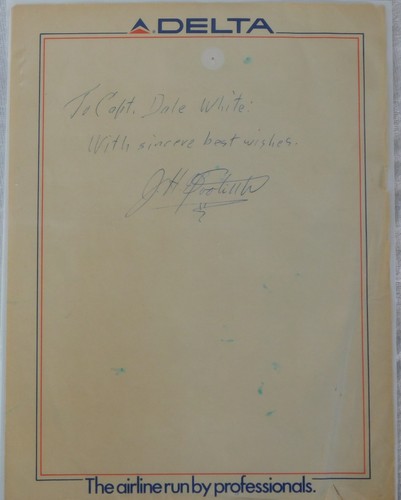 DELTA
To Capt. Dale White:
With sincere best wishes.
The airline run by professionals.